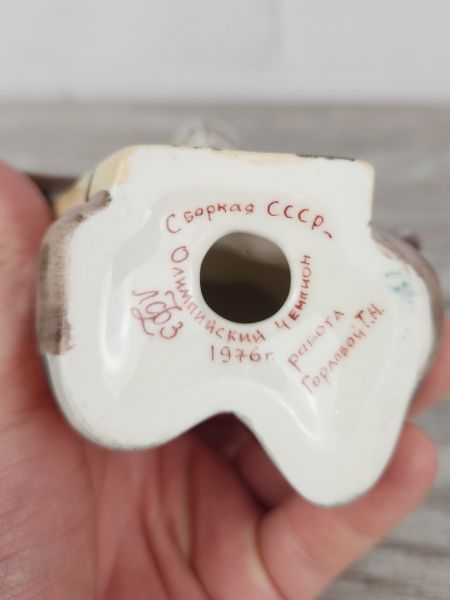 Сборная СССР-
Олимпийский Чемпион
1976г.
ЛФЗ
Работа
Горловой Т.Н.